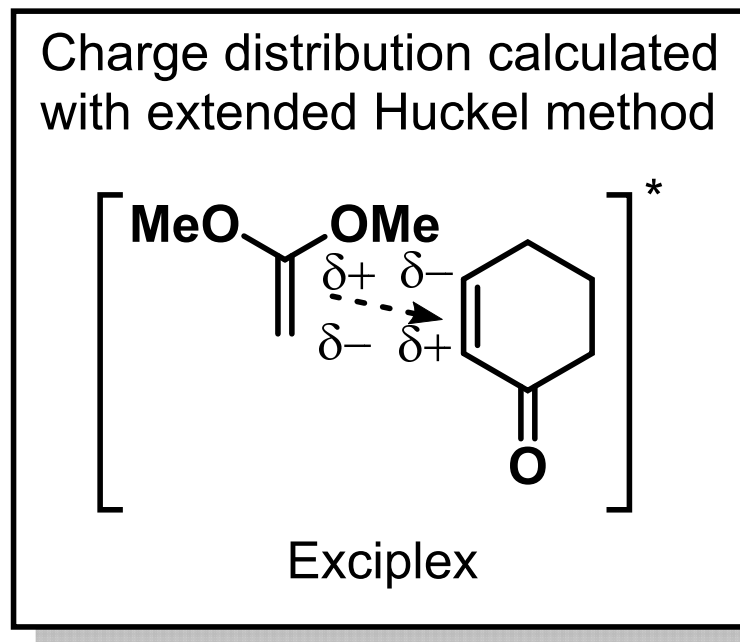 Charge distribution calculated
with extended Huckel method
*
MeO OMe
δ+ δ−
δ− δ+
O
Exciplex